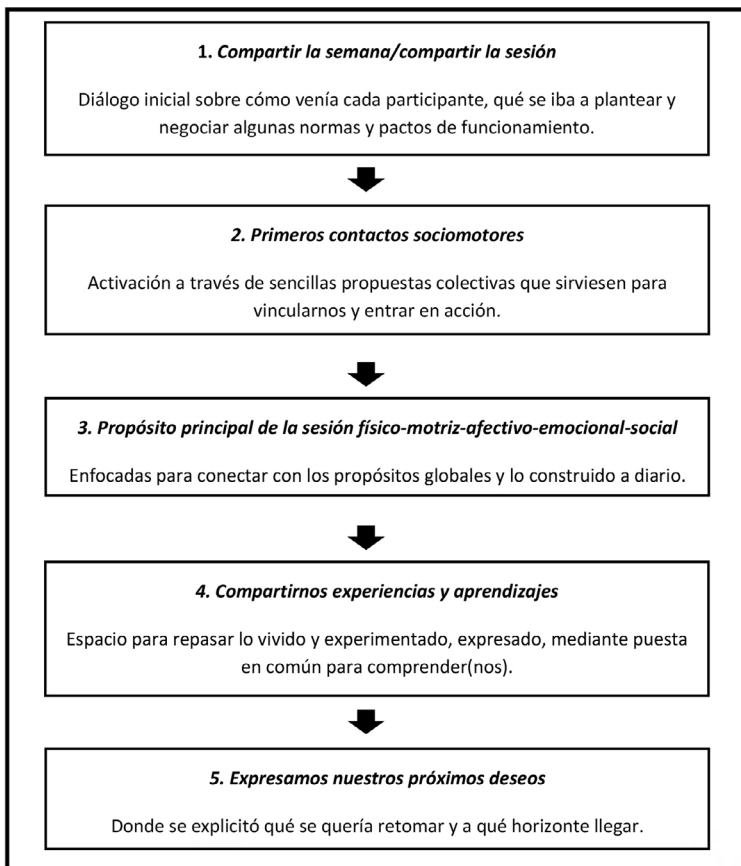 1. Compartir la semana/compartir la sesión
Diálogo inicial sobre cómo venía cada participante, qué se iba a plantear y
negociar algunas normas y pactos de funcionamiento.
2. Primeros contactos sociomotores
Activación a través de sencillas propuestas colectivas que sirviesen para
vincularnos y entrar en acción.
3. Propósito principal de la sesión físico-motriz-afectivo-emocional-social
Enfocadas para conectar con los propósitos globales y lo construido a diario.
4. Compartirnos experiencias y aprendizajes
Espacio para repasar lo vivido y experimentado, expresado, mediante puesta
en común para comprender(nos).
5. Expresamos nuestros próximos deseos
Donde se explicitó qué se quería retomar y a qué horizonte llegar.